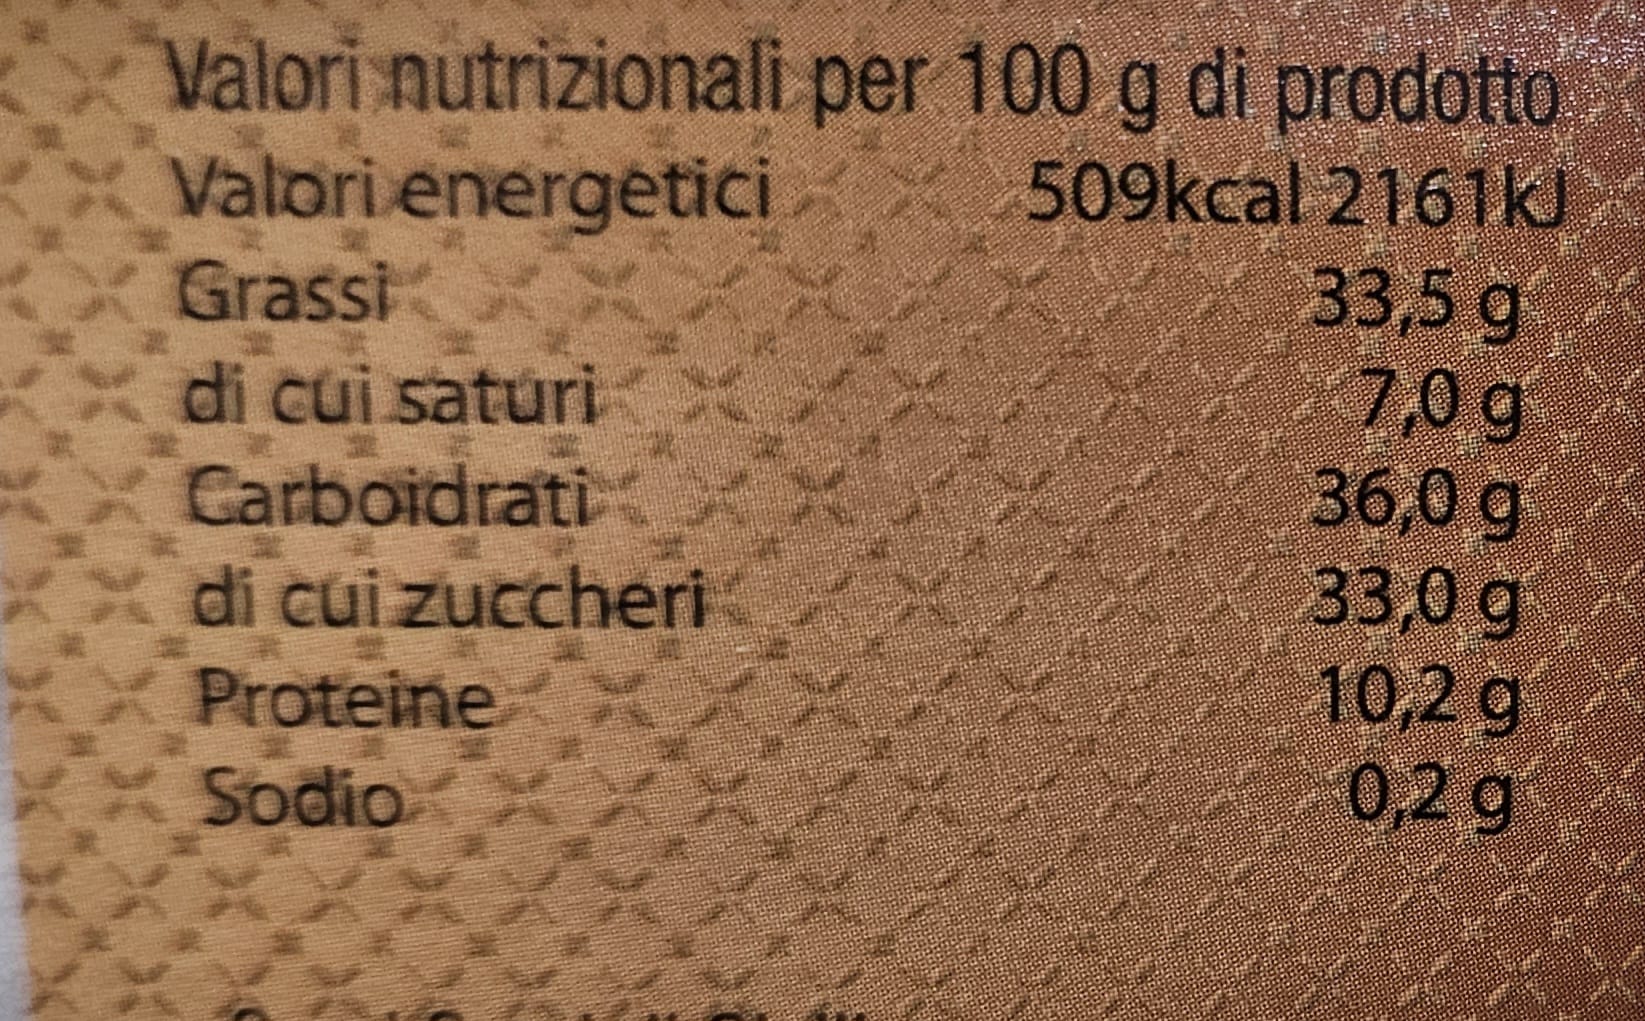 Valori nutrizionali per 100 g di prodotto
Valori energetici 509kcal 2161kJ
Grassi 33,5 g
di cui saturi 7,0 g
Carboidrati 36,0 g
di cui zuccheri 33,0 g
Proteine 10,2 g
Sodio 0,2 g